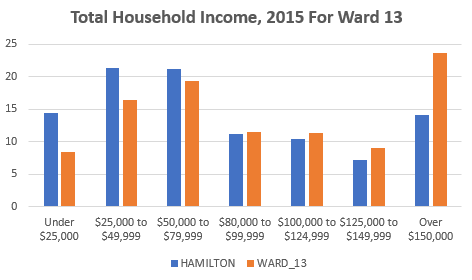 Total Household Income, 2015 For Ward 13
25
20
15
10
5
0
Under
$25,000
$25,000 to
$49,999
$50,000 to
$79,999
$80,000 to
$99,999
$100,000 to
$124,999
$125,000 to
$149,999
Over
$150,000
HAMILTON
WARD_13